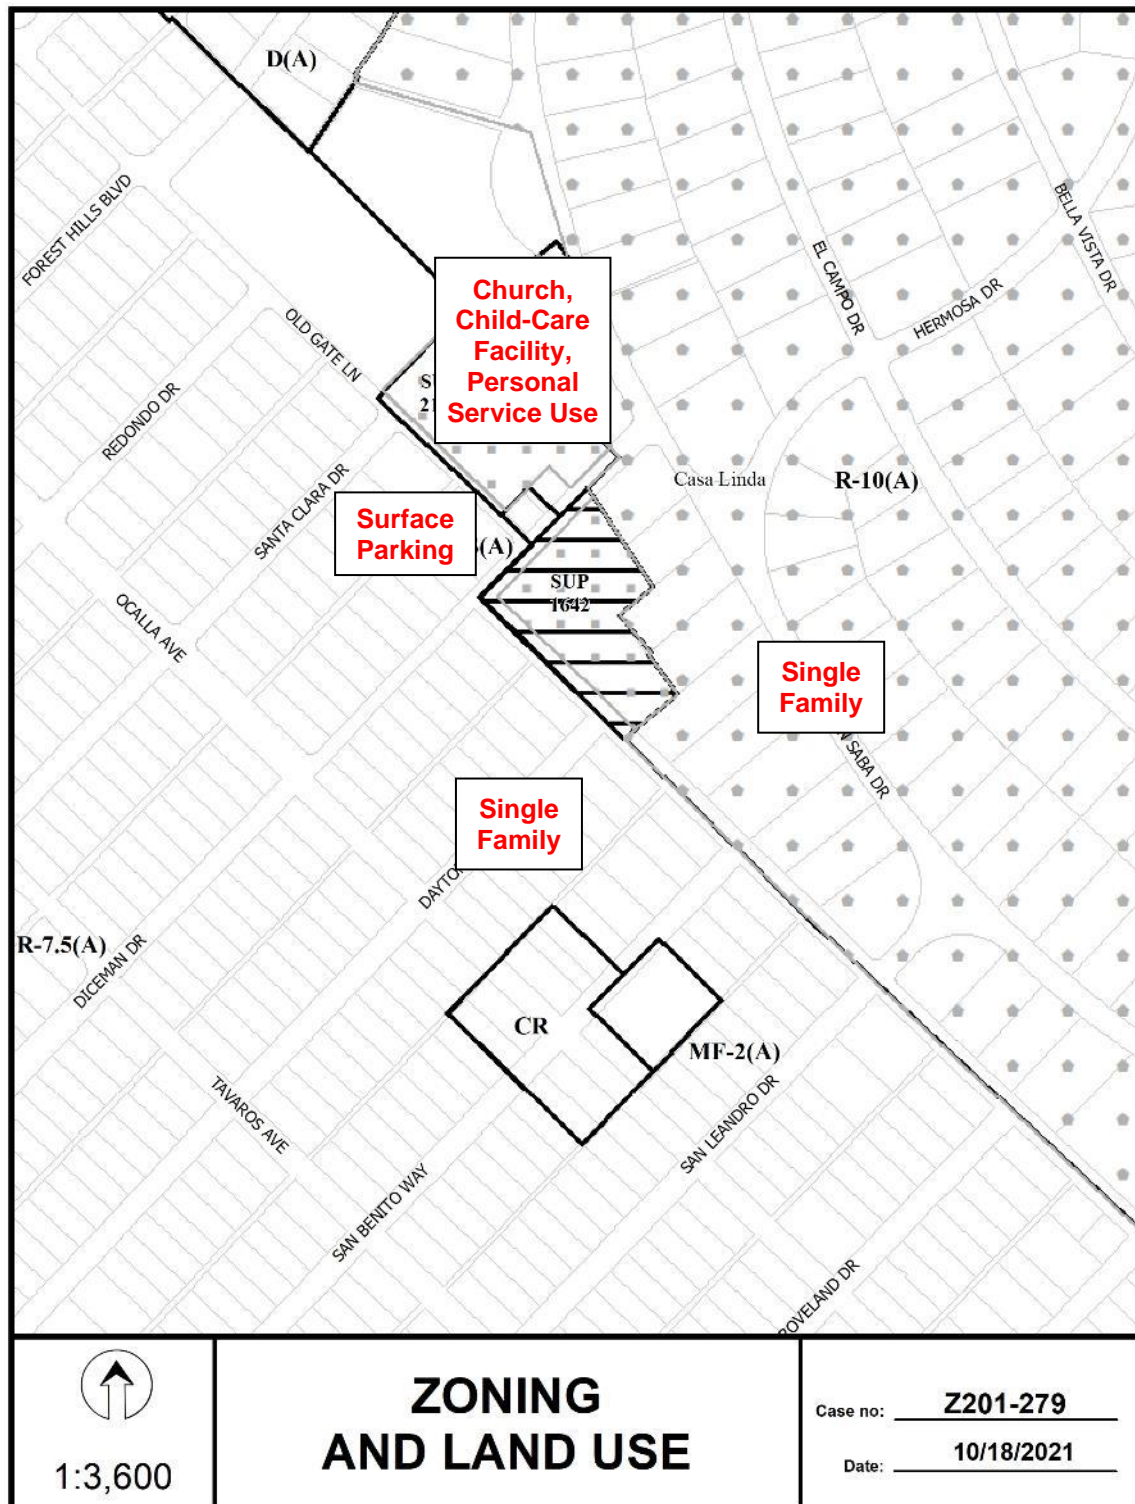 D(A)
FOREST HILLS BLVD
BELLA VISTA DR
EL CAMPO DR
HERMOSA DR
Church,
Child-Care
Facility,
Personal
Service Use
OLD GATE LN
REDONDO DR
SANTA CLARA DR
Casa Linda
R-10(A)
Surface
Parking
(A)
SUP
1642
OCALLA AVE
Single
Family
SABA DR
Single
Family
R-7.5(A)
DICEMAN DR
CR
MF-2(A)
TAVAROS AVE
SAN LEANDRO DR
SAN BENITO WAY
ROVELAND DR
1:3,600
ZONING
AND LAND USE
Case no: Z201-279
Date: 10/18/2021